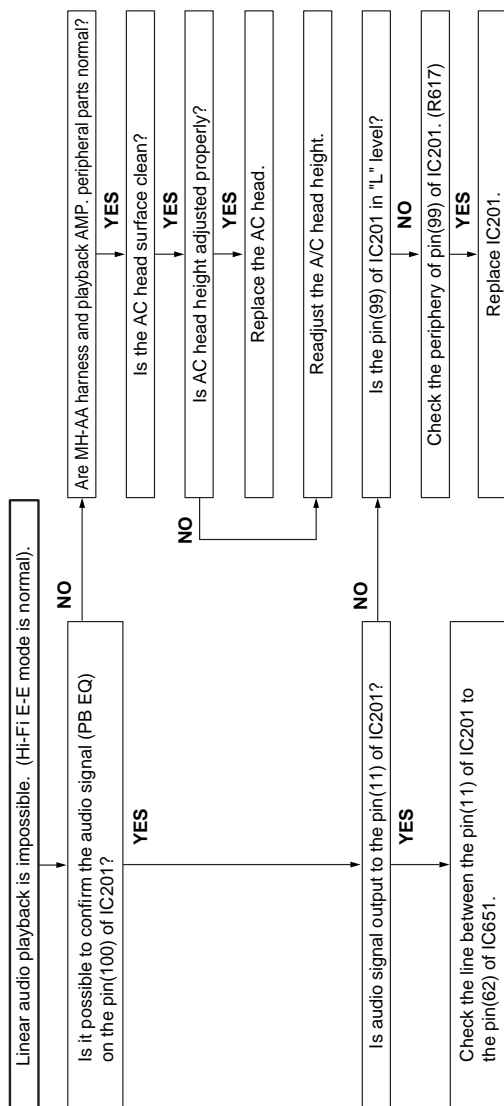 Linear audio playback is impossible.  (Hi-Fi E-E mode is normal).
Is it possible to confirm the audio signal (PB EQ)
on the pin(100) of IC201?
NO
YES
Are MH-AA harness and playback AMP. peripheral parts normal?
YES
Is the AC head surface clean?
YES
Is AC head height adjusted properly?
NO
YES
Replace the AC head.
Readjust the A/C head height.
Is audio signal output to the pin(11) of IC201?
NO
YES
Is the pin(99) of IC201 in "L" level?
NO
Check the periphery of pin(99) of IC201. (R617)
YES
Replace IC201.
Check the line between the pin(11) of IC201 to
the pin(62) of IC651.